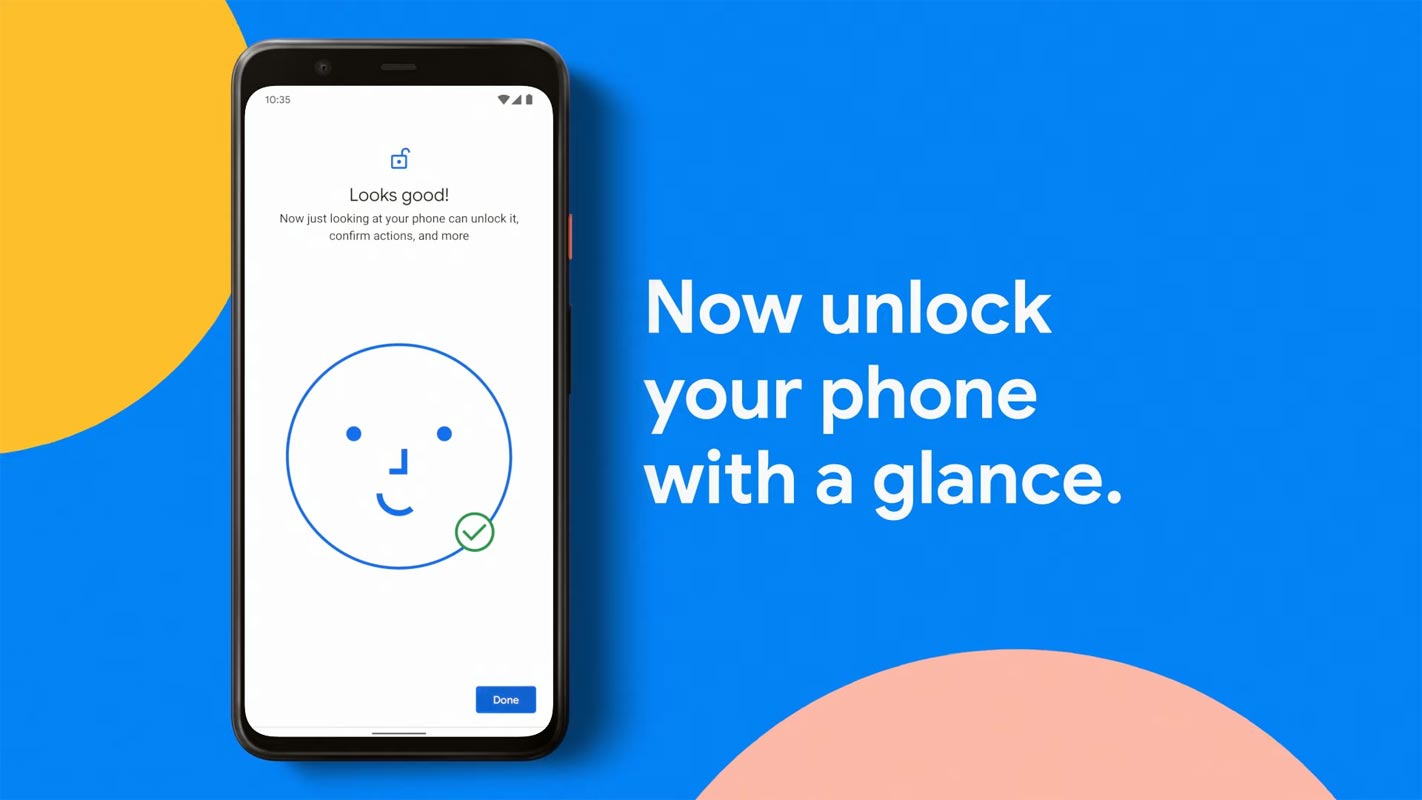 10:35
Looks good!
Now just looking at your phone can unlock it,
confirm actions, and more
Done
Now unlock
your phone
with a glance.